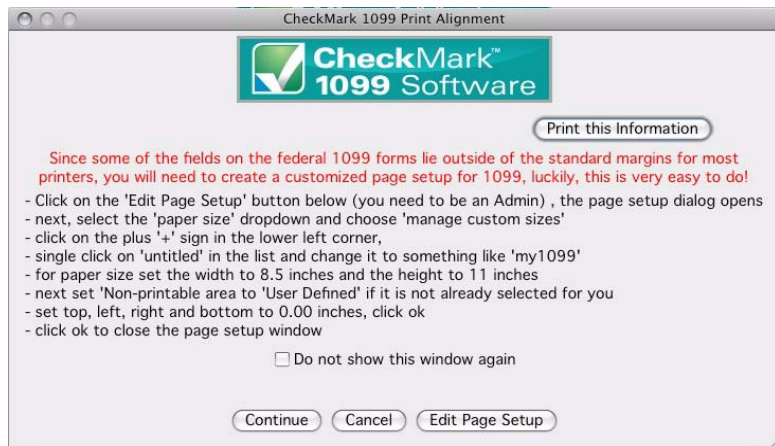 CheckMark 1099 Print Alignment
CheckMark™
1099 Software
Print this Information
Since some of the fields on the federal 1099 forms lie outside of the standard margins for most
printers, you will need to create a customized page setup for 1099, luckily, this is very easy to do!
- Click on the 'Edit Page Setup' button below (you need to be an Admin) , the page setup dialog opens
- next, select the 'paper size' dropdown and choose 'manage custom sizes'
- click on the plus '+' sign in the lower left corner,
- single click on 'untitled' in the list and change it to something like 'my1099'
- for paper size set the width to 8.5 inches and the height to 11 inches
- next set 'Non-printable area to 'User Defined' if it is not already selected for you
- set top, left, right and bottom to 0.00 inches, click ok
- click ok to close the page setup window
Do not show this window again
Continue Cancel Edit Page Setup